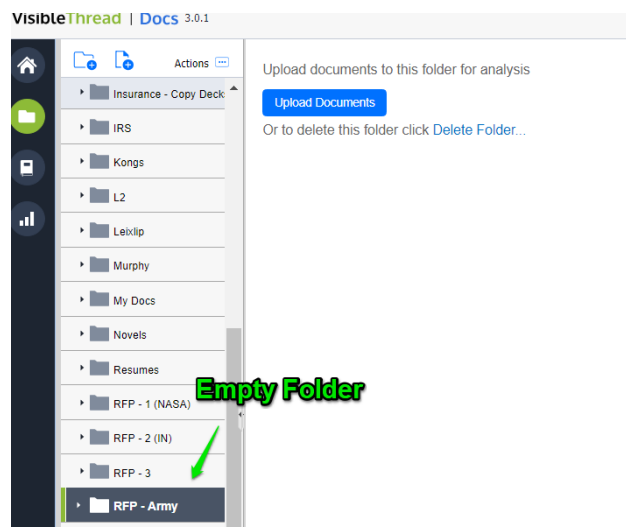 VisibleThread | Docs 3.0.1
Actions
Insurance - Copy Deck
IRS
Kongs
L2
Leixlip
Murphy
My Docs
Novels
Resumes
RFP - 1 (NASA)
RFP - 2 (IN)
RFP - 3
RFP - Army
Upload documents to this folder for analysis
Upload Documents
Or to delete this folder click Delete Folder...
Empty Folder